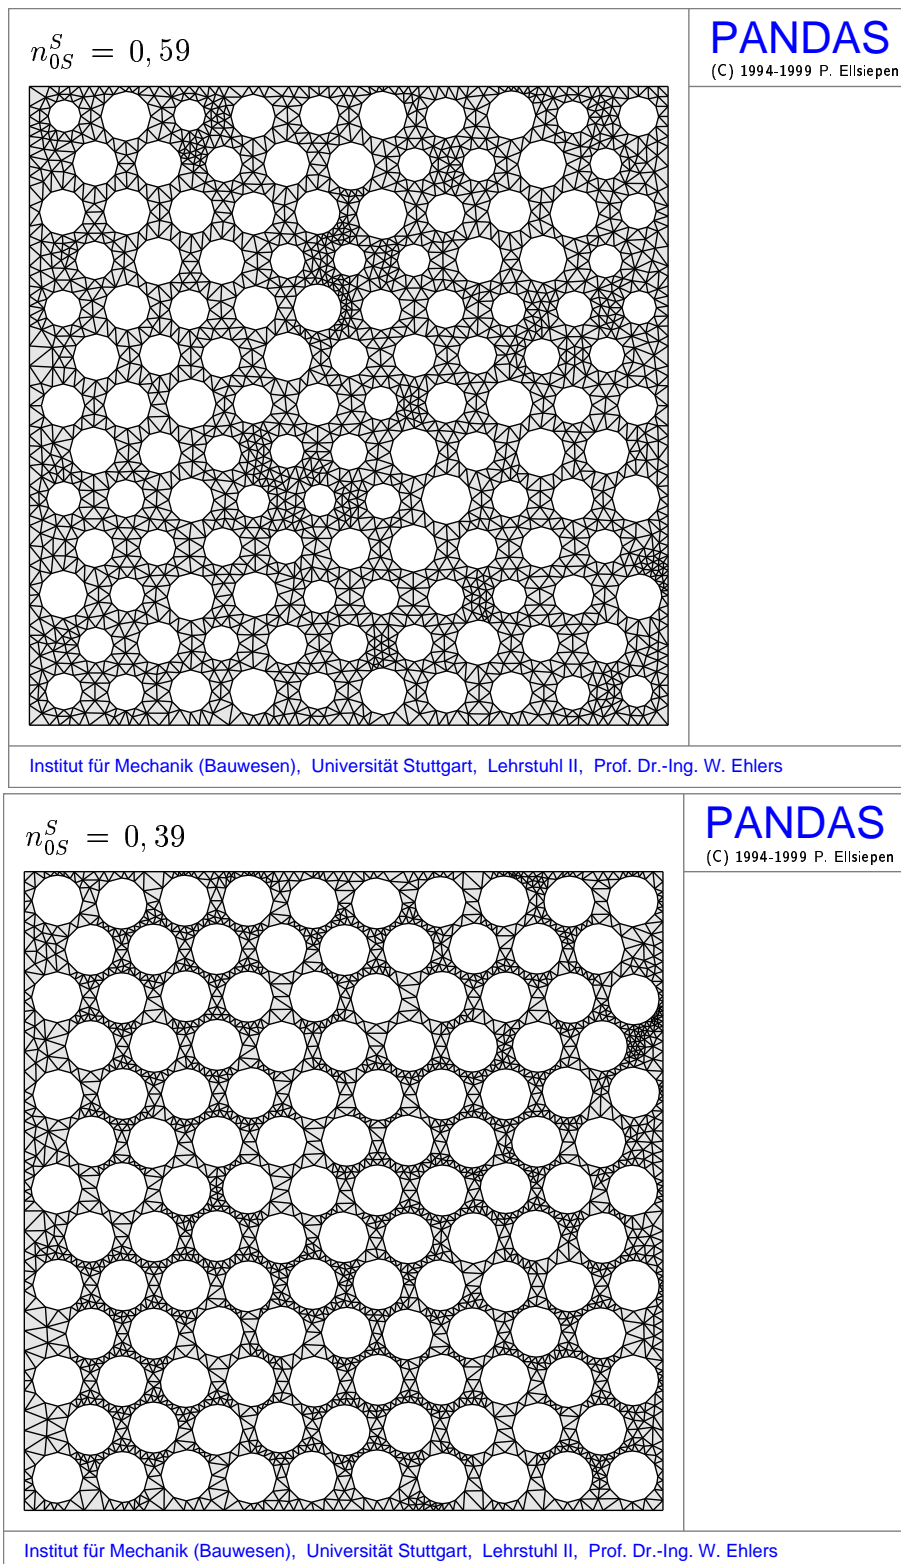 n_{0S}^{S} = 0,59
PANDAS
(C) 1994-1999 P. Ellsiepen
Institut für Mechanik (Bauwesen), Universität Stuttgart, Lehrstuhl II, Prof. Dr.-Ing. W. Ehlers
n_{0S}^{S} = 0,39
PANDAS
(C) 1994-1999 P. Ellsiepen
Institut für Mechanik (Bauwesen), Universität Stuttgart, Lehrstuhl II, Prof. Dr.-Ing. W. Ehlers